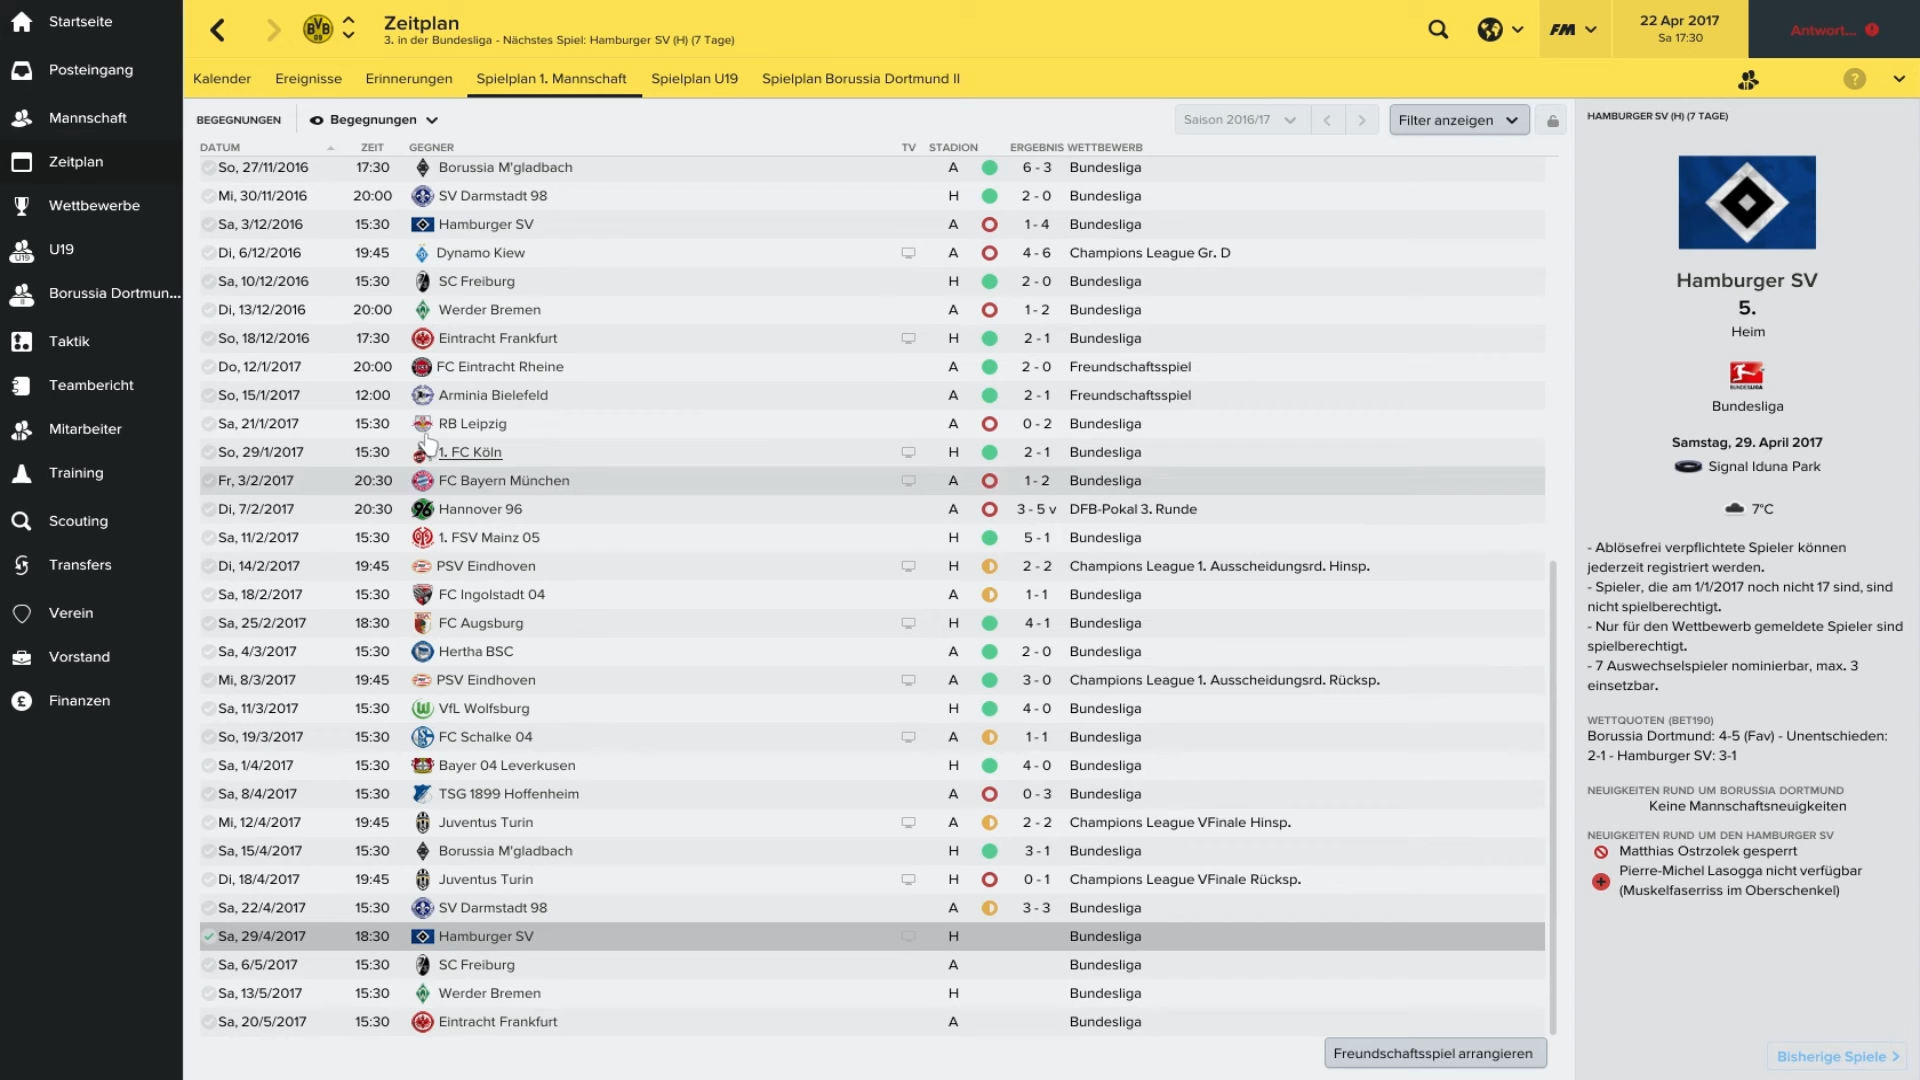 Startseite
Posteingang
Mannschaft
Zeitplan
Wettbewerbe
U19
Borussia Dortmun...
Taktik
Teambericht
Mitarbeiter
Training
Scouting
Transfers
Verein
Vorstand
Finanzen
Zeitplan
3. in der Bundesliga - Nächstes Spiel: Hamburger SV (H) (7 Tage)
FM
22 Apr 2017
Sa 17:30
Antwort...
Kalender Ereignisse Erinnerungen Spielplan 1. Mannschaft Spielplan U19 Spielplan Borussia Dortmund II
BEGEGNUNGEN Begegnungen Saison 2016/17 Filter anzeigen
DATUM ZEIT GEGNER TV STADION ERGEBNIS WETTBEWERB
So, 27/11/2016 17:30 Borussia M'gladbach A 6 - 3 Bundesliga
Mi, 30/11/2016 20:00 SV Darmstadt 98 H 2 - 0 Bundesliga
Sa, 3/12/2016 15:30 Hamburger SV A 1 - 4 Bundesliga
Di, 6/12/2016 19:45 Dynamo Kiew A 4 - 6 Champions League Gr. D
Sa, 10/12/2016 15:30 SC Freiburg H 2 - 0 Bundesliga
Di, 13/12/2016 20:00 Werder Bremen A 1 - 2 Bundesliga
So, 18/12/2016 17:30 Eintracht Frankfurt H 2 - 1 Bundesliga
Do, 12/1/2017 20:00 FC Eintracht Rheine A 2 - 0 Freundschaftsspiel
So, 15/1/2017 12:00 Arminia Bielefeld A 2 - 1 Freundschaftsspiel
Sa, 21/1/2017 15:30 RB Leipzig A 0 - 2 Bundesliga
So, 29/1/2017 15:30 1. FC Köln H 2 - 1 Bundesliga
Fr, 3/2/2017 20:30 FC Bayern München A 1 - 2 Bundesliga
Di, 7/2/2017 20:30 Hannover 96 A 3 - 5 v DFB-Pokal 3. Runde
Sa, 11/2/2017 15:30 1. FSV Mainz 05 H 5 - 1 Bundesliga
Di, 14/2/2017 19:45 PSV Eindhoven H 2 - 2 Champions League 1. Ausscheidungsrd. Hinsp.
Sa, 18/2/2017 15:30 FC Ingolstadt 04 A 1 - 1 Bundesliga
Sa, 25/2/2017 18:30 FC Augsburg H 4 - 1 Bundesliga
Sa, 4/3/2017 15:30 Hertha BSC A 2 - 0 Bundesliga
Mi, 8/3/2017 19:45 PSV Eindhoven A 3 - 0 Champions League 1. Ausscheidungsrd. Rücksp.
Sa, 11/3/2017 15:30 VfL Wolfsburg H 4 - 0 Bundesliga
So, 19/3/2017 15:30 FC Schalke 04 A 1 - 1 Bundesliga
Sa, 1/4/2017 15:30 Bayer 04 Leverkusen H 4 - 0 Bundesliga
Sa, 8/4/2017 15:30 TSG 1899 Hoffenheim A 0 - 3 Bundesliga
Mi, 12/4/2017 19:45 Juventus Turin A 2 - 2 Champions League VFinale Hinsp.
Sa, 15/4/2017 15:30 Borussia M'gladbach H 3 - 1 Bundesliga
Di, 18/4/2017 19:45 Juventus Turin H 0 - 1 Champions League VFinale Rücksp.
Sa, 22/4/2017 15:30 SV Darmstadt 98 A 3 - 3 Bundesliga
Sa, 29/4/2017 18:30 Hamburger SV H Bundesliga
Sa, 6/5/2017 15:30 SC Freiburg A Bundesliga
Sa, 13/5/2017 15:30 Werder Bremen H Bundesliga
Sa, 20/5/2017 15:30 Eintracht Frankfurt A Bundesliga
Freundschaftsspiel arrangieren
HAMBURGER SV (H) (7 TAGE)
Hamburger SV
5.
Heim
BUNDESLIGA
Bundesliga
Samstag, 29. April 2017
Signal Iduna Park
7°C
- Ablösefrei verpflichtete Spieler können
jederzeit registriert werden.
- Spieler, die am 1/1/2017 noch nicht 17 sind, sind
nicht spielberechtigt.
- Nur für den Wettbewerb gemeldete Spieler sind
spielberechtigt.
- 7 Auswechselspieler nominierbar, max. 3
einsetzbar.
WETTQUOTEN (BET190)
Borussia Dortmund: 4-5 (Fav) - Unentschieden:
2-1 - Hamburger SV: 3-1
NEUIGKEITEN RUND UM BORUSSIA DORTMUND
Keine Mannschaftsneuigkeiten
NEUIGKEITEN RUND UM DEN HAMBURGER SV
Matthias Ostrzolek gesperrt
Pierre-Michel Lasogga nicht verfügbar
(Muskelfaserriss im Oberschenkel)
Bisherige Spiele >